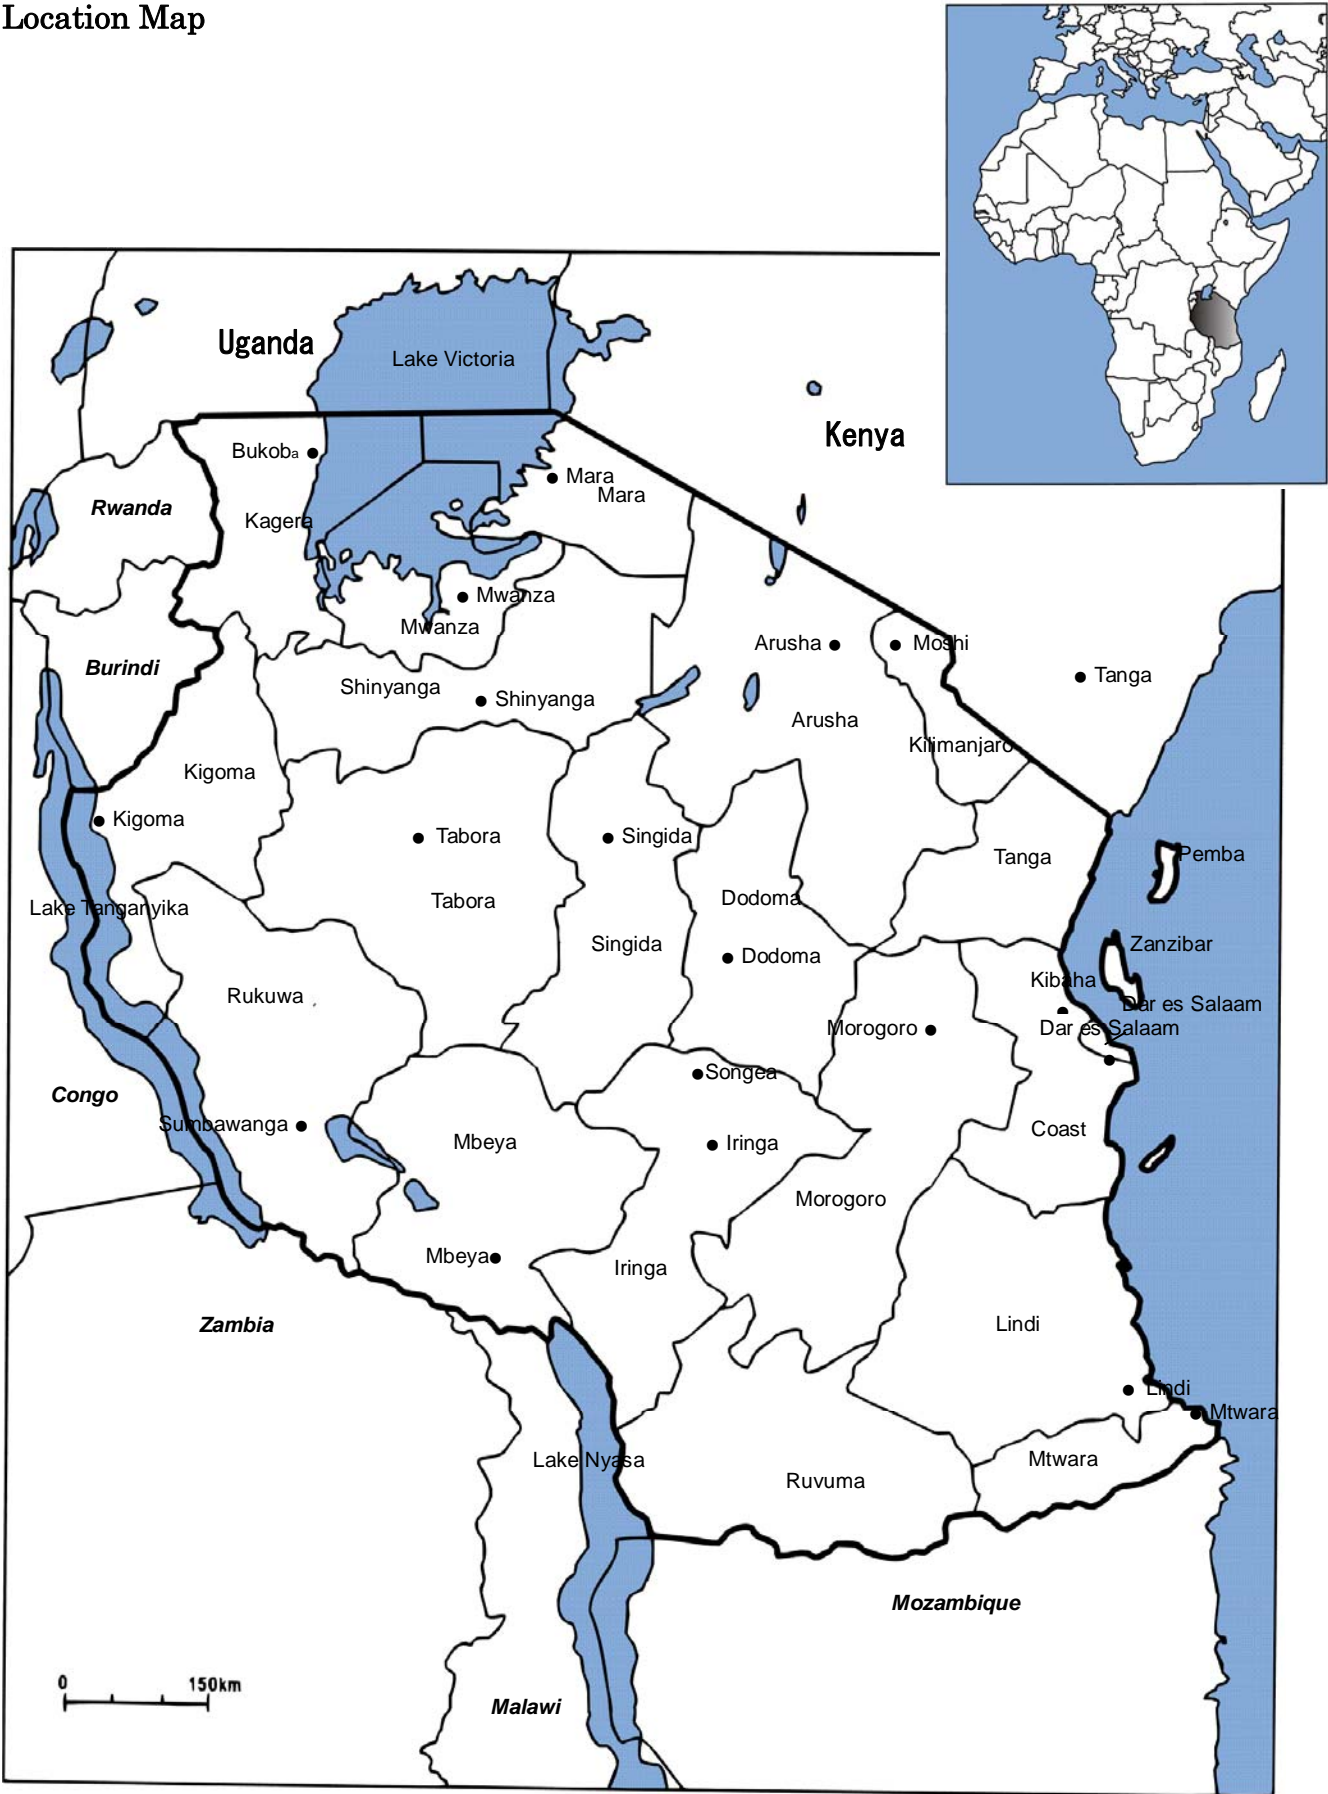 Location Map
Uganda
Lake Victoria
Kenya
Bukoba
Mara
Mara
Rwanda
Kagera
Mwanza
Mwanza
Arusha
Moshi
Burindi
Tanga
Shinyanga
Shinyanga
Arusha
Kilimanjaro
Kigoma
Kigoma
Tabora
Singida
Tanga
Pemba
Tabora
Dodoma
Lake Tanganyika
Singida
Zanzibar
Dodoma
Kibaha
Rukuwa
Dar es Salaam
Morogoro
Dar es Salaam
Songea
Congo
Sumbawanga
Coast
Mbeya
Iringa
Morogoro
Mbeya
Iringa
Zambia
Lindi
Lindi
Mtwara
Lake Nyasa
Mtwara
Ruvuma
Mozambique
0 150km
Malawi